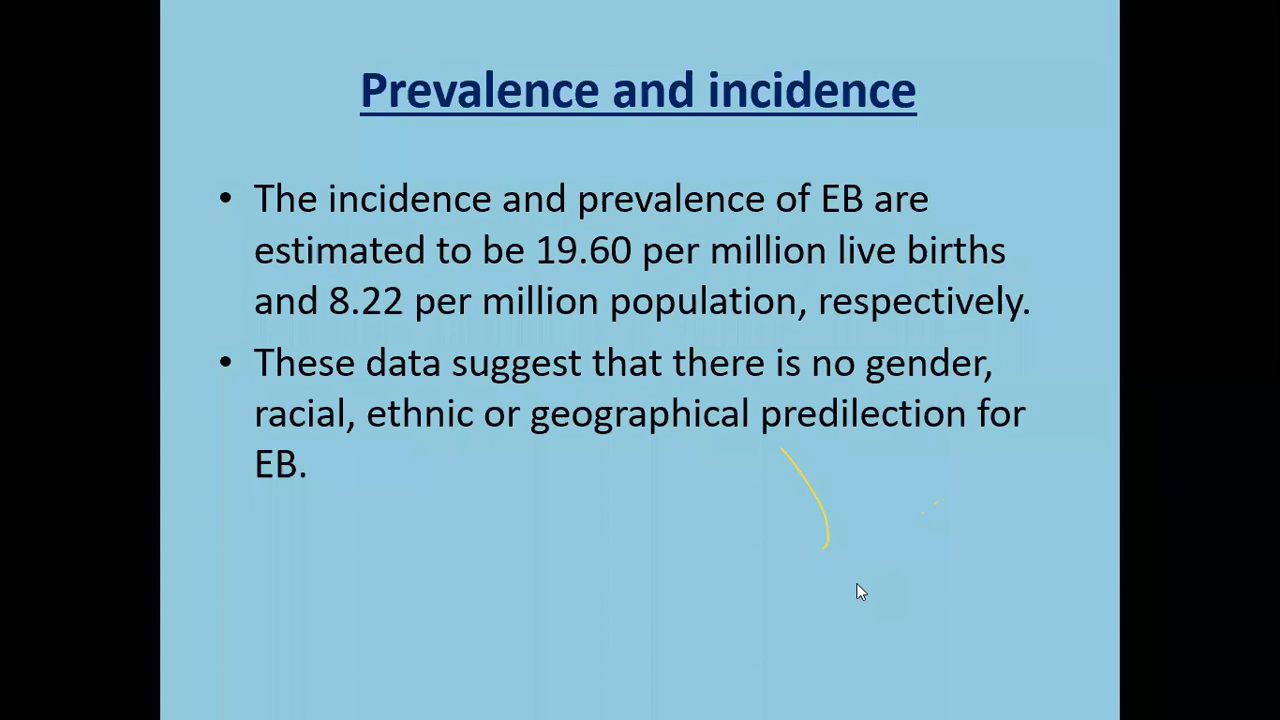 Prevalence and incidence
• The incidence and prevalence of EB are
estimated to be 19.60 per million live births
and 8.22 per million population, respectively.
• These data suggest that there is no gender,
racial, ethnic or geographical predilection for
EB.